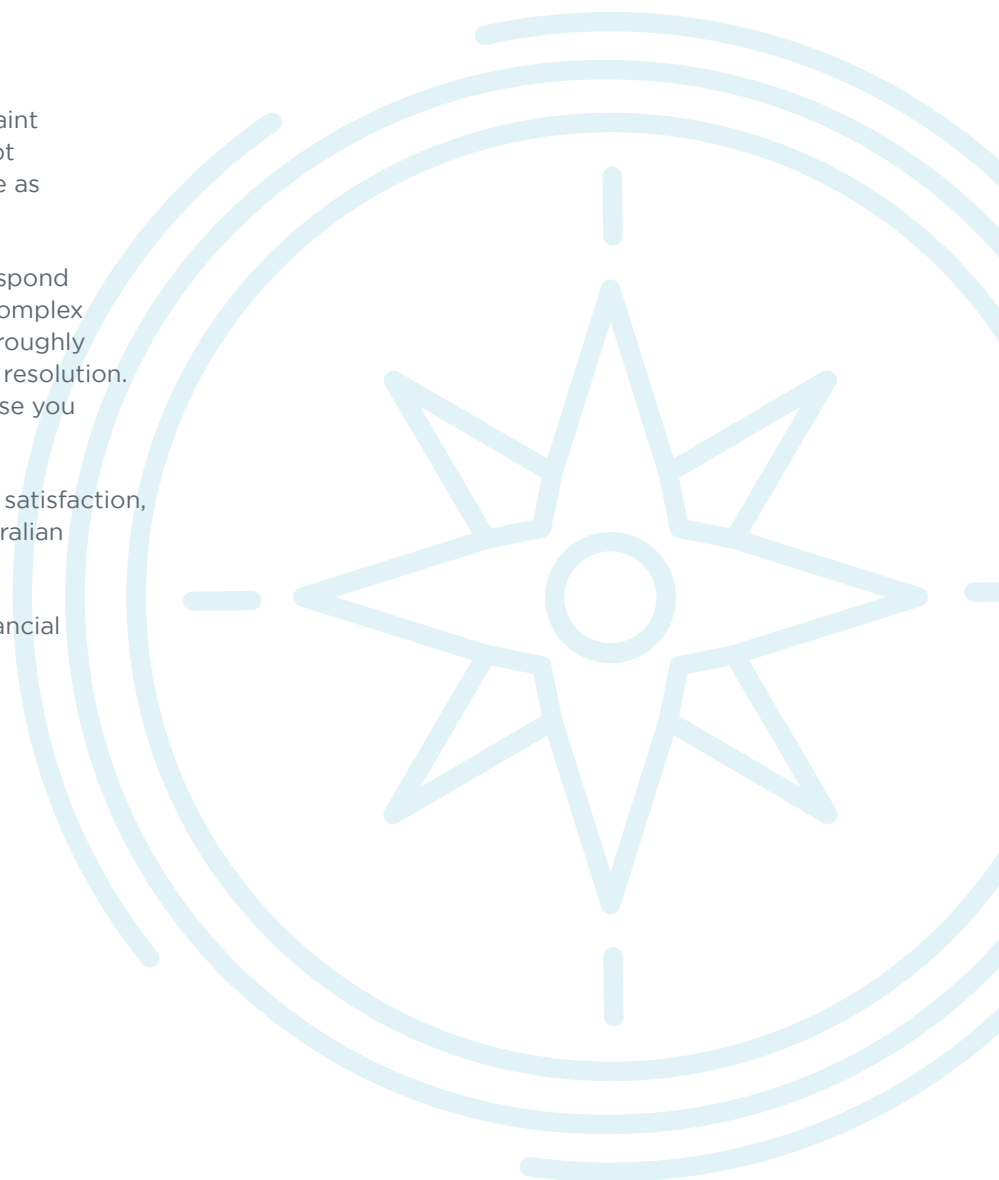 aint
ot
e as
spond
omplex
roughly
resolution.
se you
satisfaction,
ralian
ancial